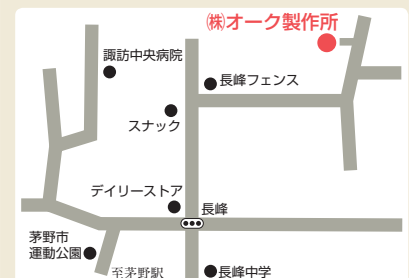 ㈱オーク製作所
諏訪中央病院
長峰フェンス
スナック
デイリーストア
長峰
茅野市
運動公園
至茅野駅
長峰中学